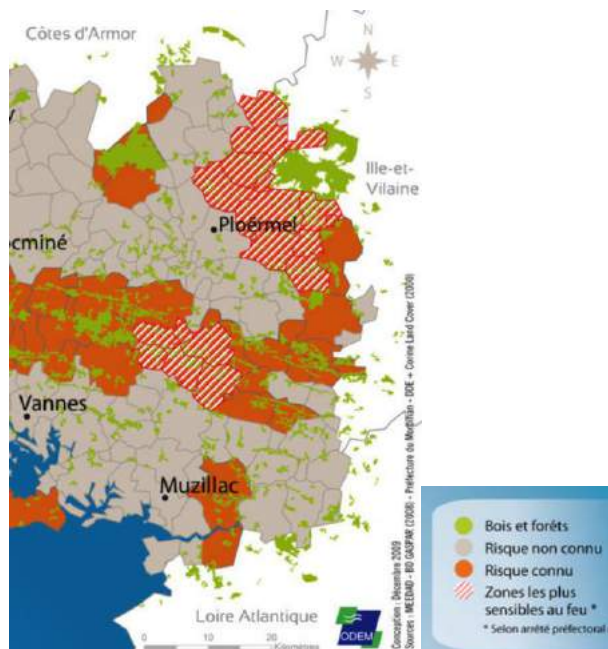 Côtes d'Armor
N
W E
S
Ille-et-
Vilaine
Ploërmel
ocminé
Vannes
Muzillac
Loire Atlantique
0 10 20
Kilomètres
ODEM
Conception : Décembre 2009
Sources : MEEDAD - BD GASPAR (2008) - Préfecture du Morbihan - DDE + Corine Land Cover (2000)
Bois et forêts
Risque non connu
Risque connu
Zones les plus
sensibles au feu *
* Selon arrêté préfectoral